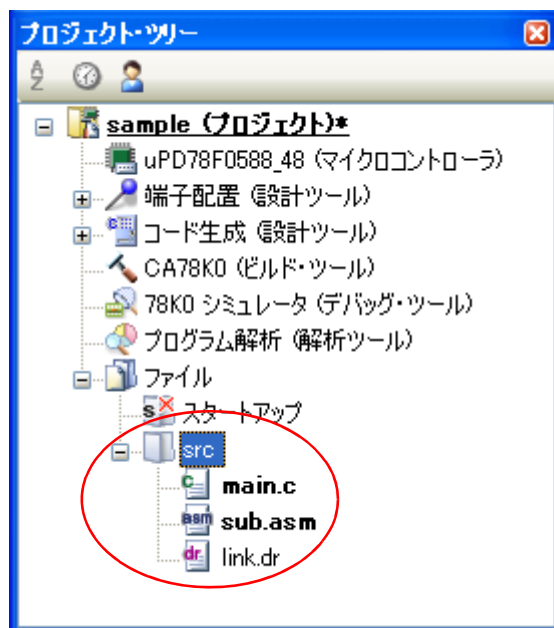 プロジェクト・ツリー
sample (プロジェクト)*
uPD78F0588_48 (マイクロコントローラ)
端子配置 (設計ツール)
コード生成 (設計ツール)
CA78K0 (ビルド・ツール)
78K0 シミュレータ (デバッグ・ツール)
プログラム解析 (解析ツール)
ファイル
スタートアップ
src
main.c
sub.asm
link.dr